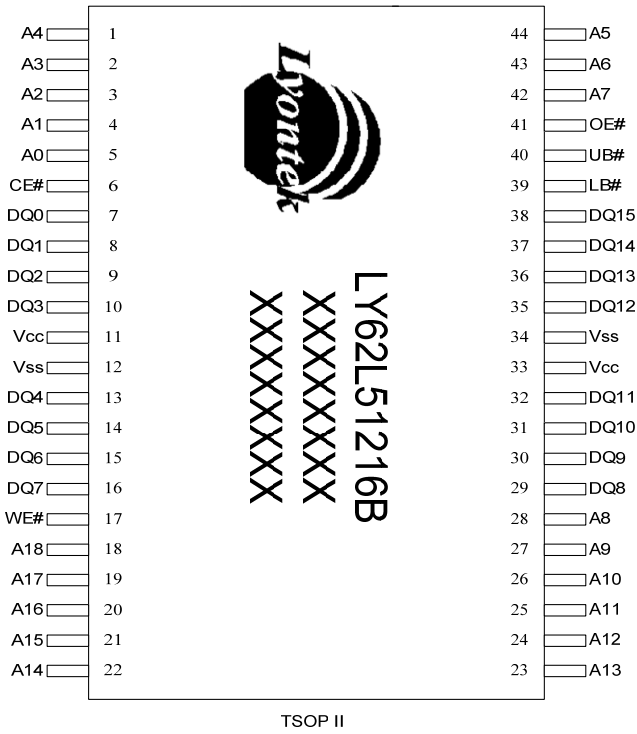 A4 1 44 A5
A3 2 43 A6
A2 3 42 A7
A1 4 41 OE#
A0 5 40 UB#
CE# 6 39 LB#
DQ0 7 38 DQ15
DQ1 8 37 DQ14
DQ2 9 36 DQ13
DQ3 10 35 DQ12
Vcc 11 34 Vss
Vss 12 33 Vcc
DQ4 13 32 DQ11
DQ5 14 31 DQ10
DQ6 15 30 DQ9
DQ7 16 29 DQ8
WE# 17 28 A8
A18 18 27 A9
A17 19 26 A10
A16 20 25 A11
A15 21 24 A12
A14 22 23 A13
Lyontek
LY62L51216B
XXXXXXXX
XXXXXXXX
TSOP II